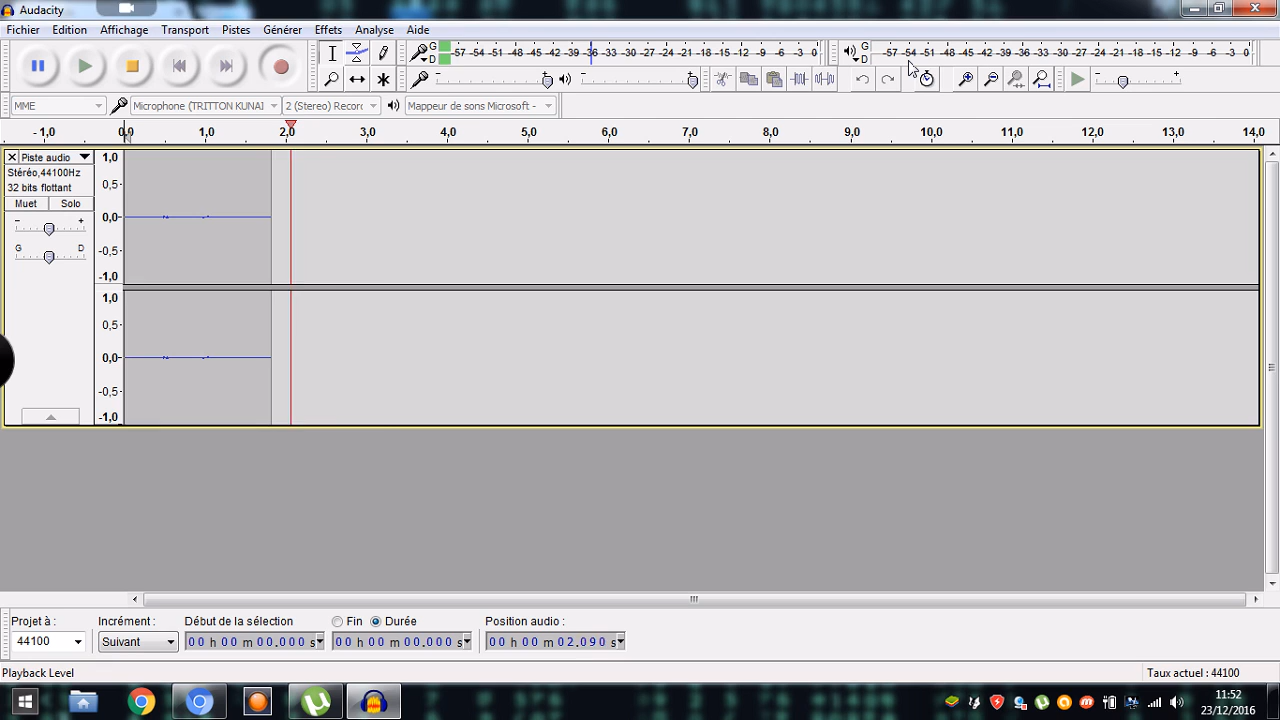 Audacity
Fichier Edition Affichage Transport Pistes Effets Générer Analyse Aide
G D -57 -54 -51 -48 -45 -42 -39 -36 -33 -30 -27 -24 -21 -18 -15 -12 -9 -6 -3 0
G D -57 -54 -51 -48 -45 -42 -39 -36 -33 -30 -27 -24 -21 -18 -15 -12 -9 -6 -3 0
MME Microphone (TRITTON KUNAI 2 (Stereo) Recor Mappeur de sons Microsoft -
- 1,0 0,0 1,0 2,0 3,0 4,0 5,0 6,0 7,0 8,0 9,0 10,0 11,0 12,0 13,0 14,0
Piste audio
Stéréo,44100Hz
32 bits flottant
Muet Solo
- +
G D
1,0
0,5
0,0
-0,5
-1,0
1,0
0,5
0,0
-0,5
-1,0
Projet à : Incrément : Début de la sélection Fin Durée Position audio :
44100 Suivant 00 h 00 m 00.000 s 00 h 00 m 00.000 s 00 h 00 m 02.090 s
Playback Level Taux actuel : 44100
11:52
23/12/2016